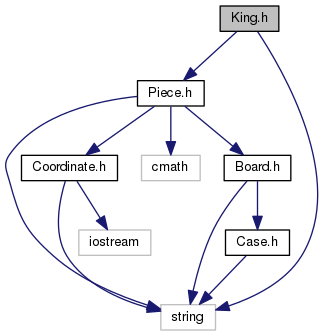 King.h
Piece.h
Coordinate.h
cmath
Board.h
iostream
Case.h
string